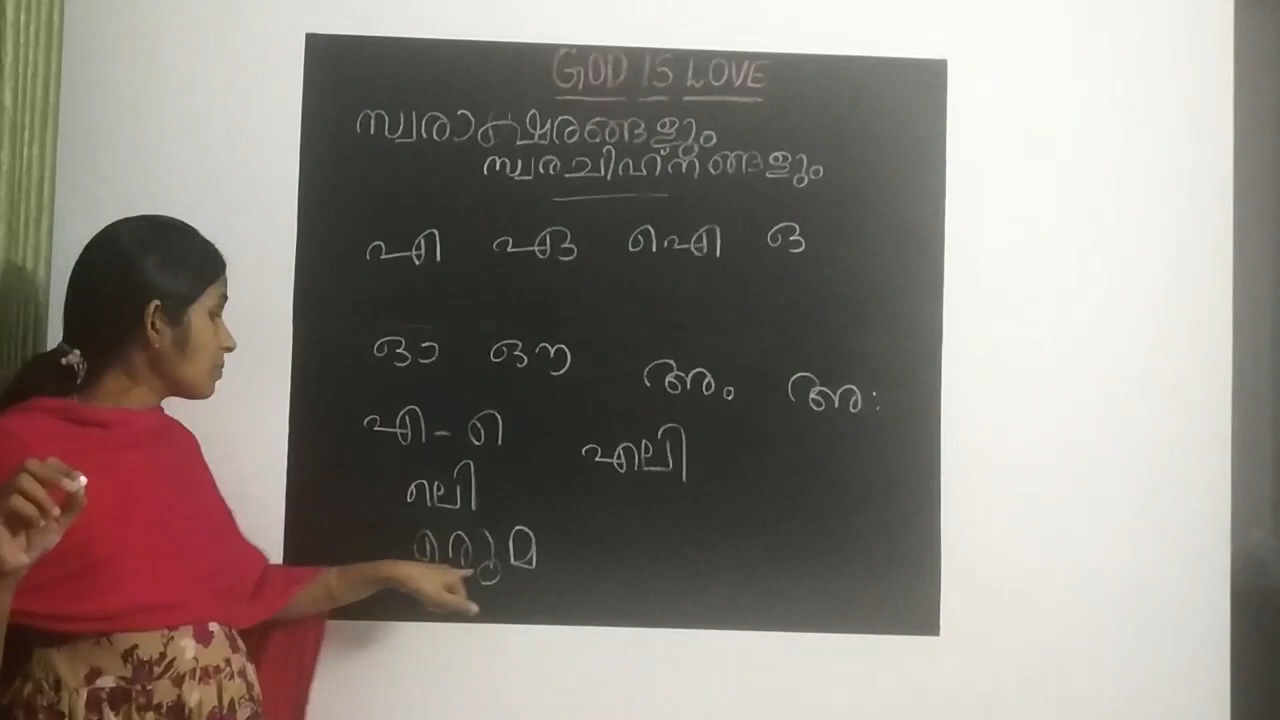 GOD IS LOVE
സ്വരാക്ഷരങ്ങളും
സ്വരചിഹ്നങ്ങളും
എ ഏ ഐ ഒ
ഓ ഔ അം അഃ
എ - െ
എലി
ലെി